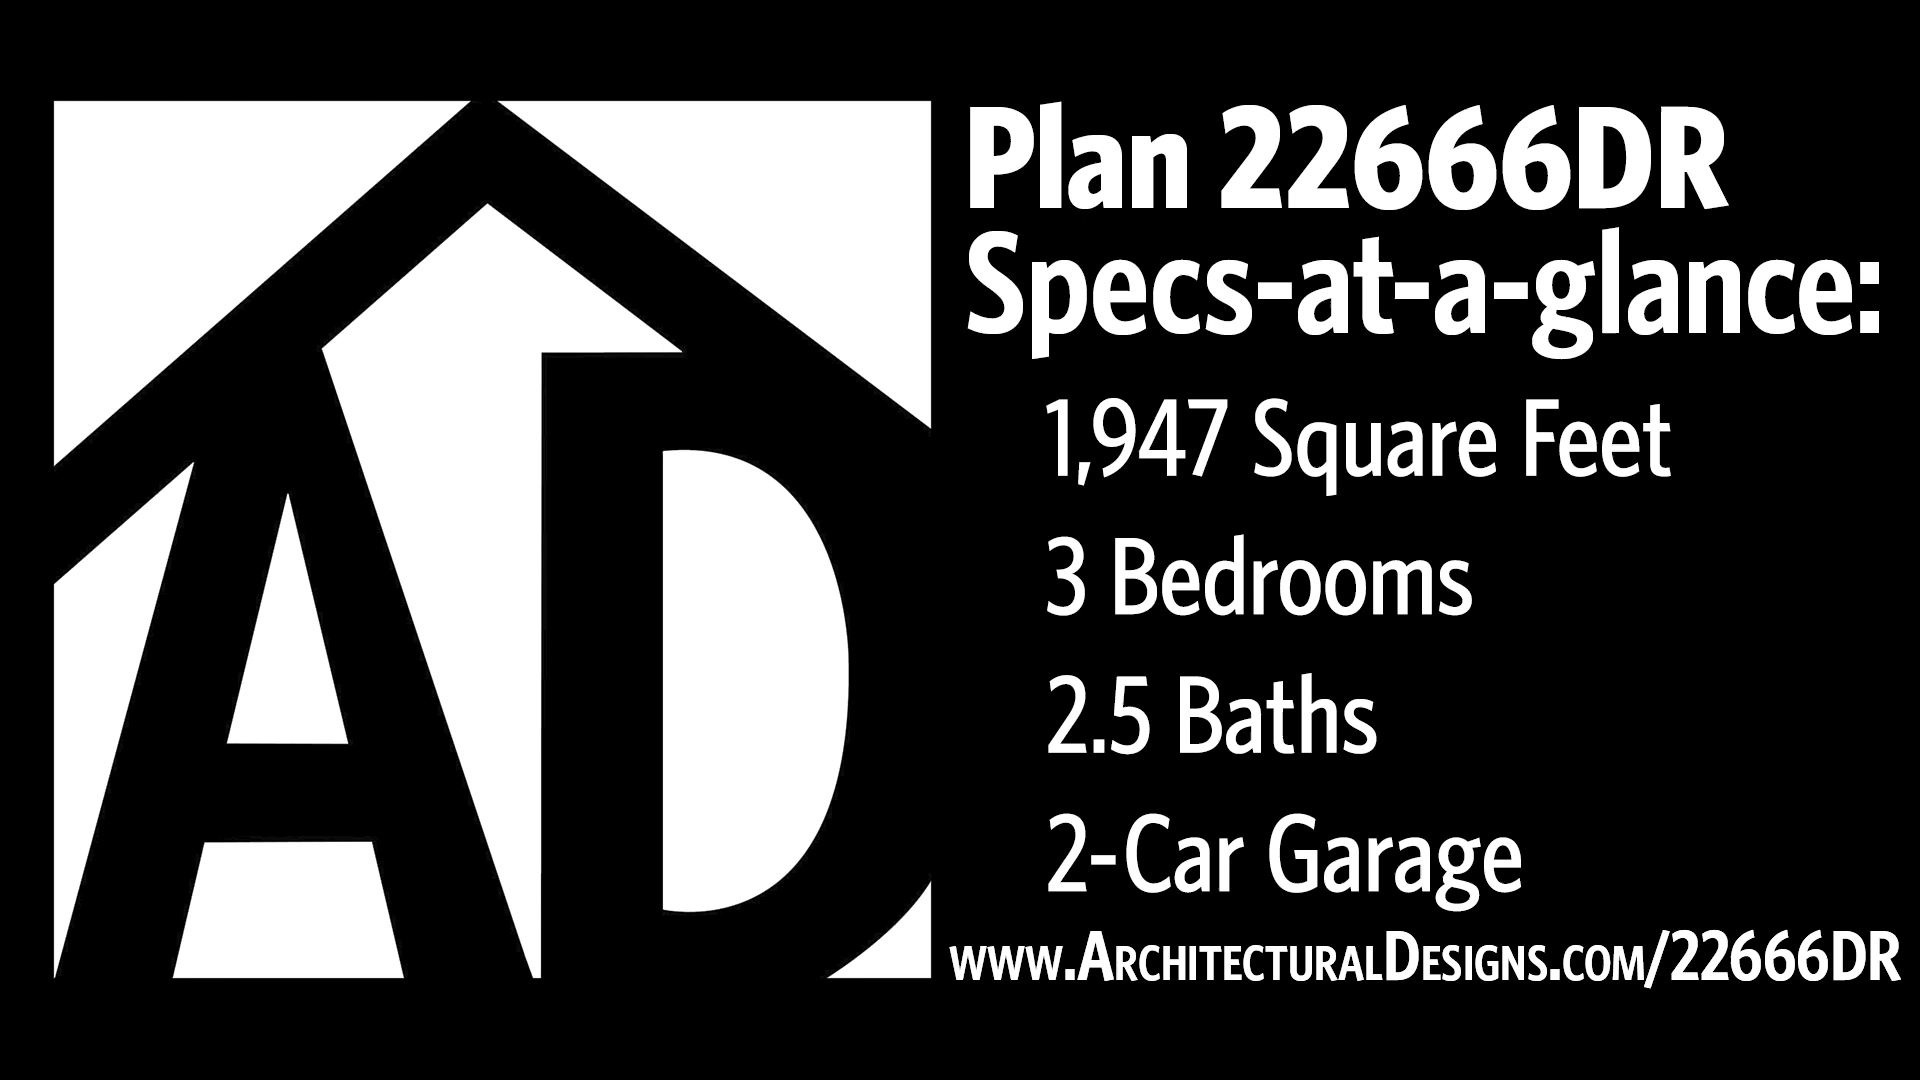 AD
Plan 22666DR
Specs-at-a-glance:
1,947 Square Feet
3 Bedrooms
2.5 Baths
2-Car Garage
www.ArchitecturalDesigns.com/22666DR